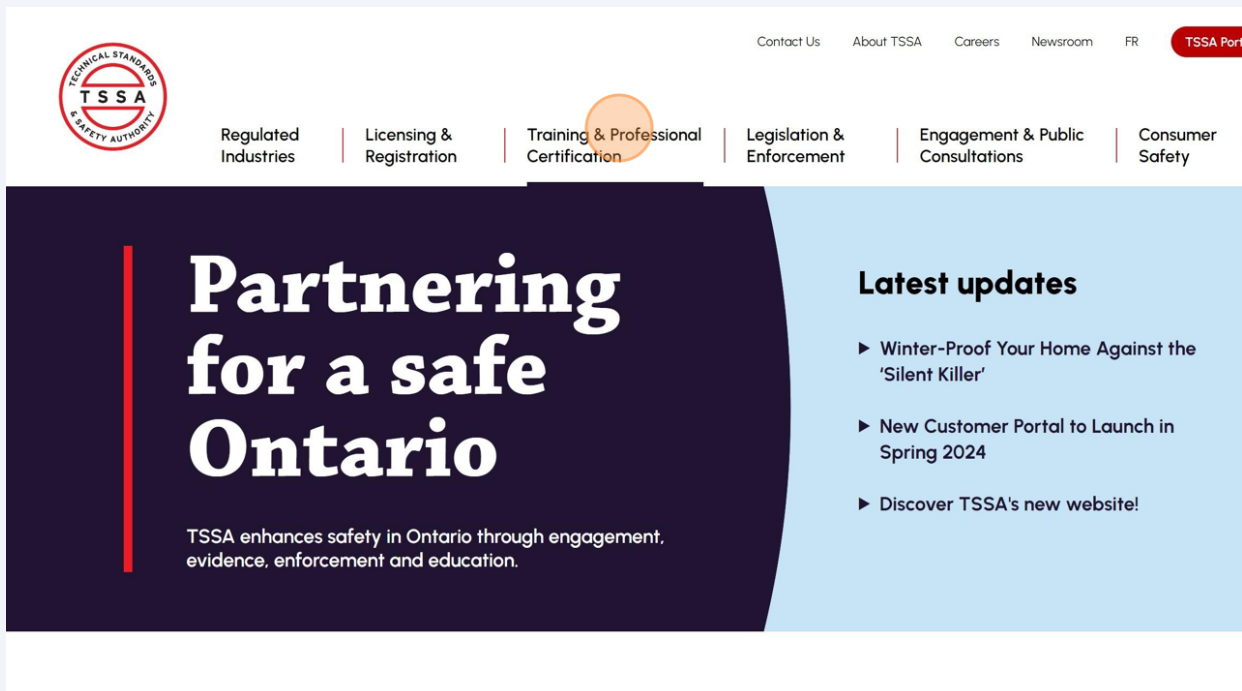 Contact Us About TSSA Careers Newsroom FR TSSA Port
TECHNICAL STANDARDS
TSSA
& SAFETY AUTHORITY
Regulated
Industries
Licensing &
Registration
Training & Professional
Certification
Legislation &
Enforcement
Engagement & Public
Consultations
Consumer
Safety
Partnering
for a safe
Ontario
TSSA enhances safety in Ontario through engagement,
evidence, enforcement and education.
Latest updates
Winter-Proof Your Home Against the
‘Silent Killer’
New Customer Portal to Launch in
Spring 2024
Discover TSSA's new website!